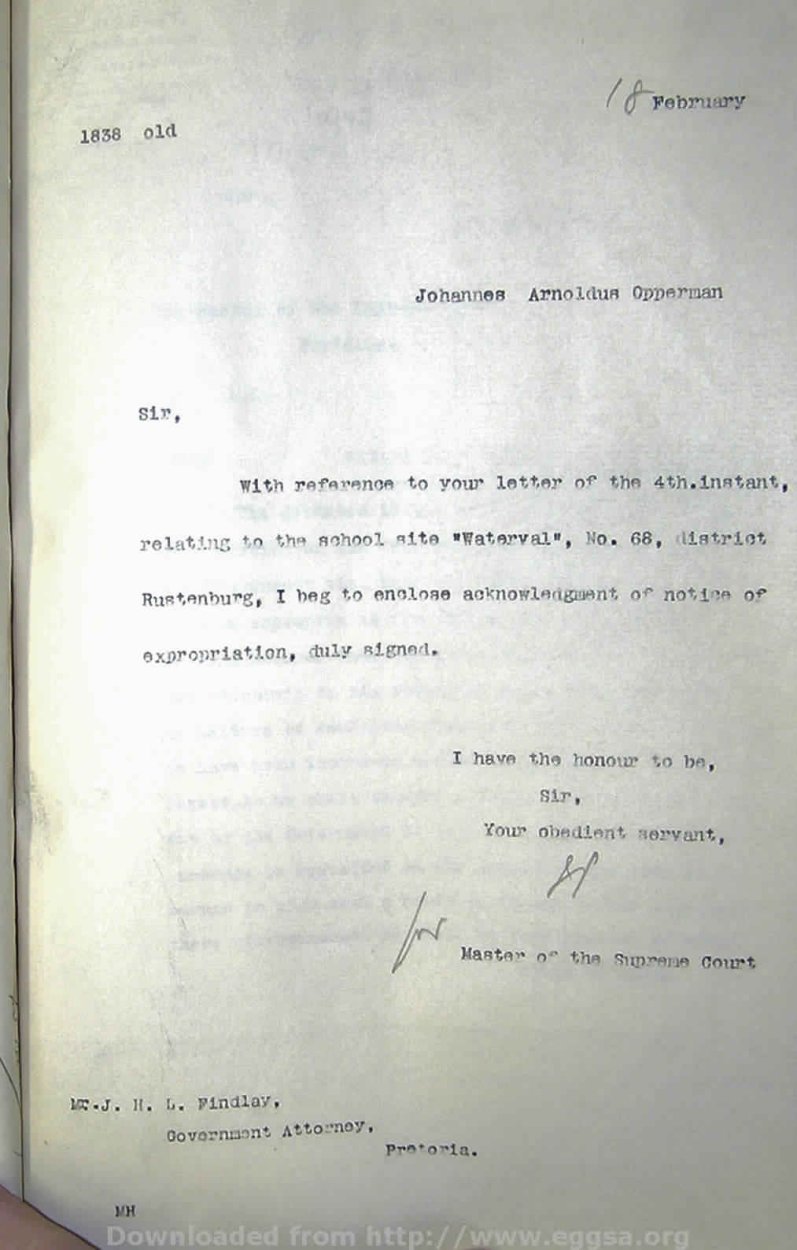 18 February
1838 old
Johannes Arnoldus Opperman
Sir,
With reference to your letter of the 4th.instant,
relating to the school site "Waterval", No. 68, district
Rustenburg, I beg to enclose acknowledgment of notice of
expropriation, duly signed.
I have the honour to be,
Sir,
Your obedient servant,
for
Master of the Supreme Court
Mr.J. H. L. Findlay,
Government Attorney,
Pretoria.
MH
Downloaded from http://www.eggsa.org